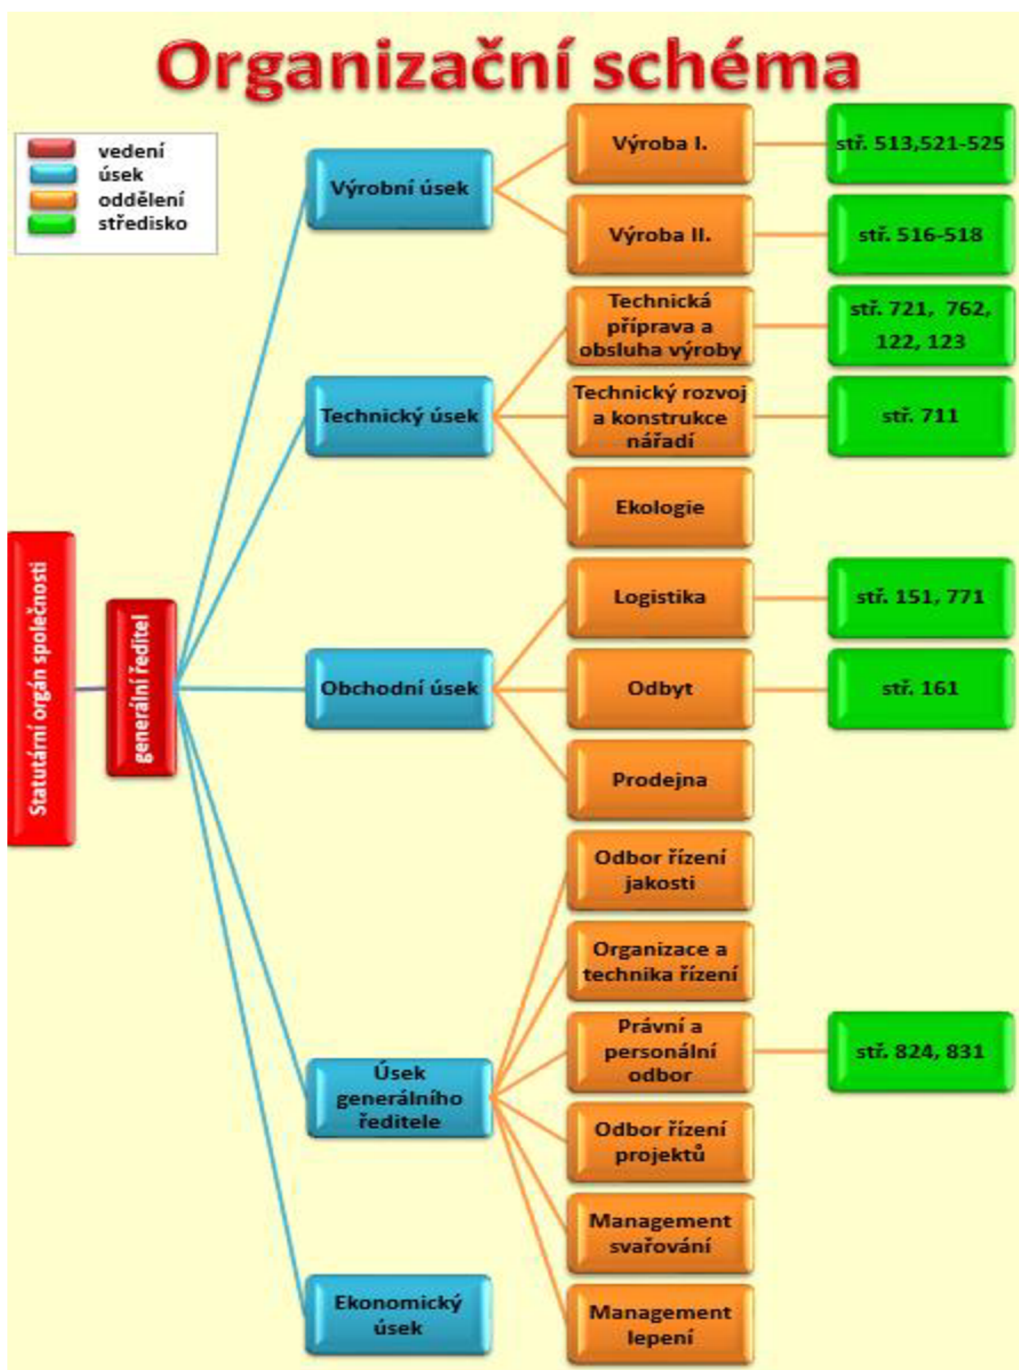 Organizační schéma
vedení
úsek
oddělení
středisko
Statutární orgán společnosti
generální ředitel
Výrobní úsek
Výroba I.
stř. 513,521-525
Výroba II.
stř. 516-518
Technický úsek
Technická
příprava a
obsluha výroby
stř. 721, 762,
122, 123
Technický rozvoj
a konstrukce
nářadí
stř. 711
Ekologie
Obchodní úsek
Logistika
stř. 151, 771
Odbyt
stř. 161
Prodejna
Úsek
generálního
ředitele
Odbor řízení
jakosti
Organizace a
technika řízení
Právní a
personální
odbor
stř. 824, 831
Odbor řízení
projektů
Management
svařování
Management
lepení
Ekonomický
úsek